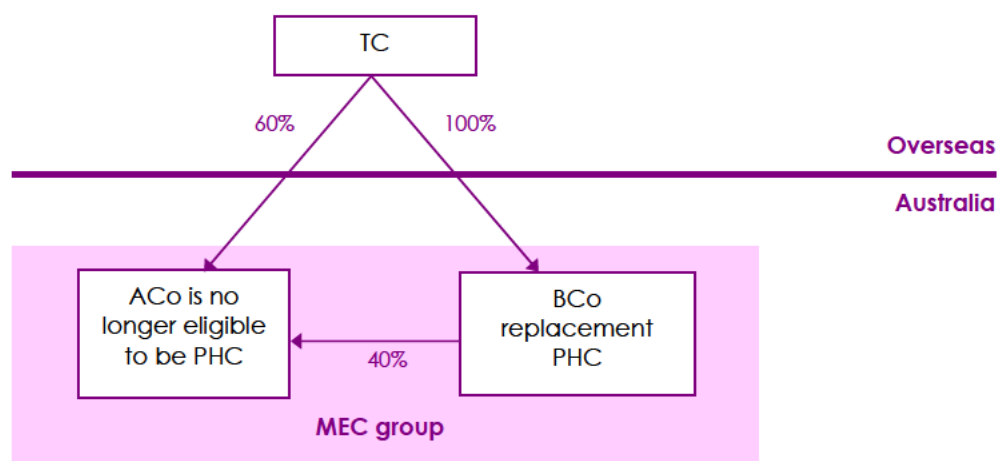 TC
60%
100%
Overseas
Australia
ACo is no
longer eligible
to be PHC
BCo
replacement
PHC
40%
MEC group